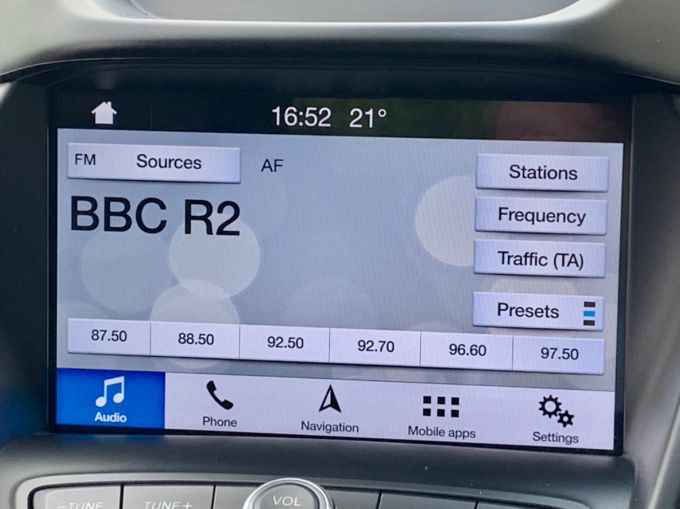 16:52 21°
FM Sources AF
Stations
BBC R2
Frequency
Traffic (TA)
Presets
87.50 88.50 92.50 92.70 96.60 97.50
Audio Phone Navigation Mobile apps Settings
–TUNE TUNE+ VOL